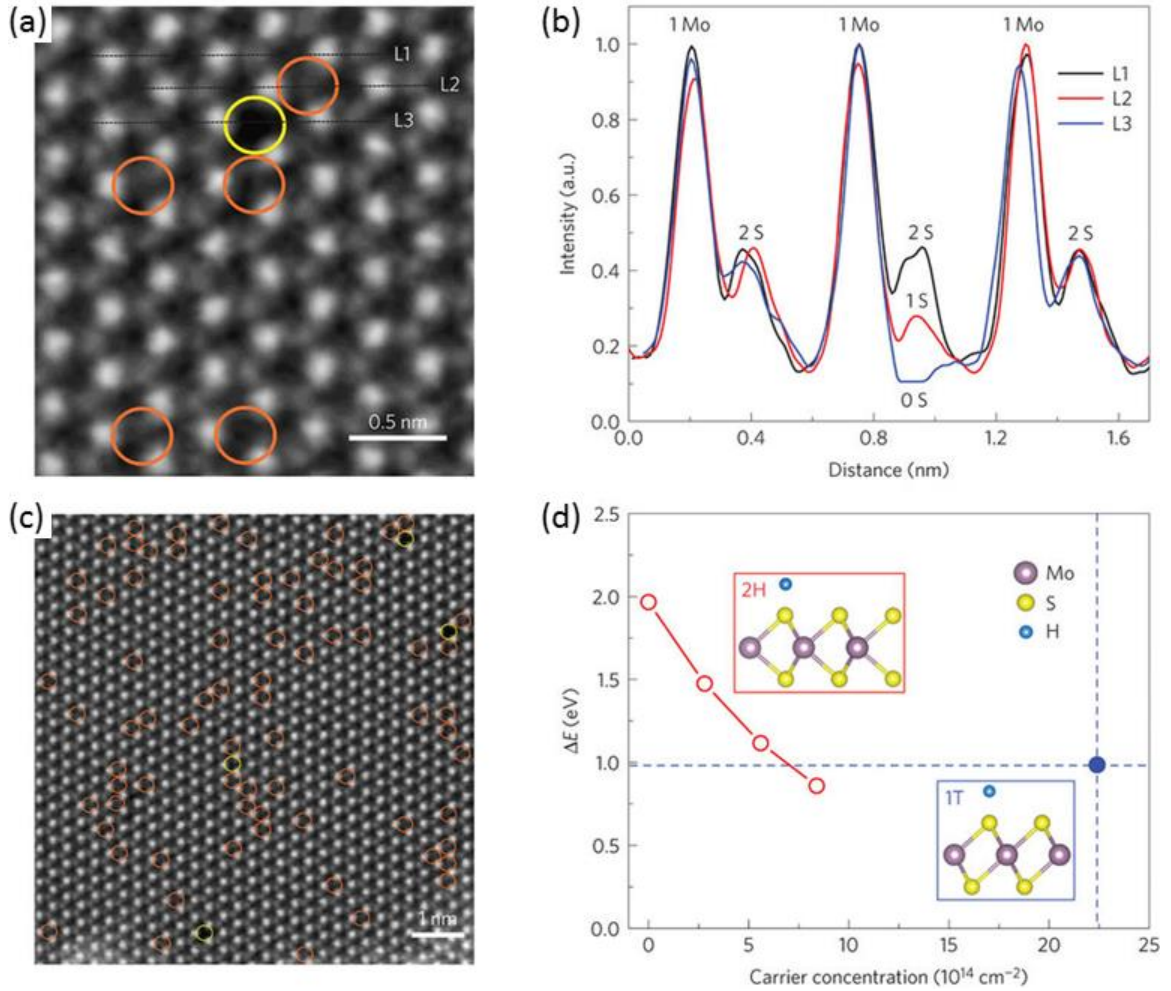 (a)
L1
L2
L3
0.5 nm
(b)
1 Mo 1 Mo 1 Mo
1.0
0.8
0.6
0.4
0.2
0.0
Intensity (a.u.)
L1
L2
L3
2 S
2 S
2 S
1 S
0 S
0.0 0.4 0.8 1.2 1.6
Distance (nm)
(c)
1 nm
(d)
2.5
2.0
1.5
1.0
0.5
0.0
ΔE (eV)
2H
Mo
S
H
1T
0 5 10 15 20 25
Carrier concentration (10¹⁴ cm⁻²)